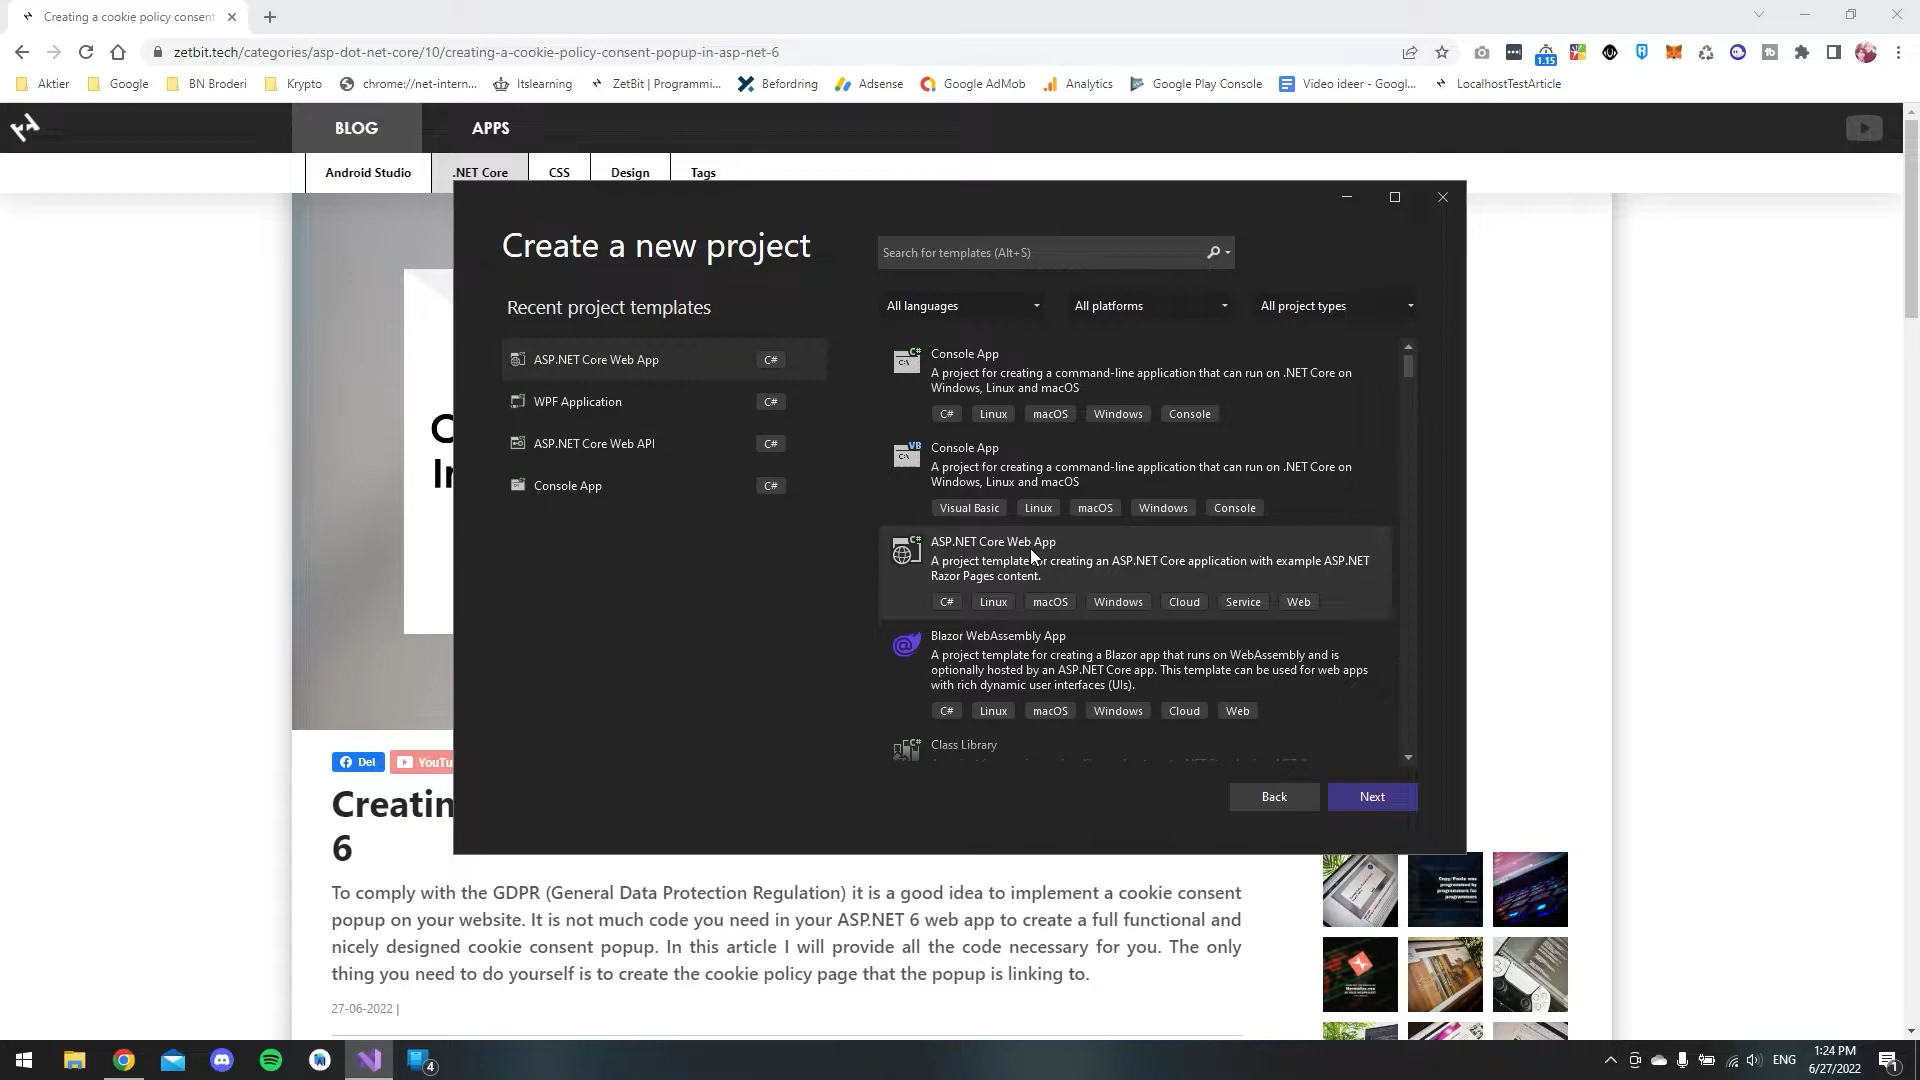 Creating a cookie policy consent
zetbit.tech/categories/asp-dot-net-core/10/creating-a-cookie-policy-consent-popup-in-asp-net-6
1.15
Aktier
Google
BN Broderi
Krypto
chrome://net-intern...
Itslearning
ZetBit | Programmi...
Befordring
Adsense
Google AdMob
Analytics
Google Play Console
Video ideer - Googl...
LocalhostTestArticle
BLOG
APPS
Android Studio
.NET Core
CSS
Design
Tags
Create a new project
Search for templates (Alt+S)
Recent project templates
All languages
All platforms
All project types
ASP.NET Core Web App
C#
WPF Application
C#
ASP.NET Core Web API
C#
Console App
C#
Console App
A project for creating a command-line application that can run on .NET Core on
Windows, Linux and macOS
C#
Linux
macOS
Windows
Console
Console App
A project for creating a command-line application that can run on .NET Core on
Windows, Linux and macOS
Visual Basic
Linux
macOS
Windows
Console
ASP.NET Core Web App
A project template for creating an ASP.NET Core application with example ASP.NET
Razor Pages content.
C#
Linux
macOS
Windows
Cloud
Service
Web
Blazor WebAssembly App
A project template for creating a Blazor app that runs on WebAssembly and is
optionally hosted by an ASP.NET Core app. This template can be used for web apps
with rich dynamic user interfaces (UIs).
C#
Linux
macOS
Windows
Cloud
Web
Class Library
Back
Next
Del
YouTu
Creatin
6
To comply with the GDPR (General Data Protection Regulation) it is a good idea to implement a cookie consent
popup on your website. It is not much code you need in your ASP.NET 6 web app to create a full functional and
nicely designed cookie consent popup. In this article I will provide all the code necessary for you. The only
thing you need to do yourself is to create the cookie policy page that the popup is linking to.
27-06-2022 |
4
ENG
1:24 PM
6/27/2022
1